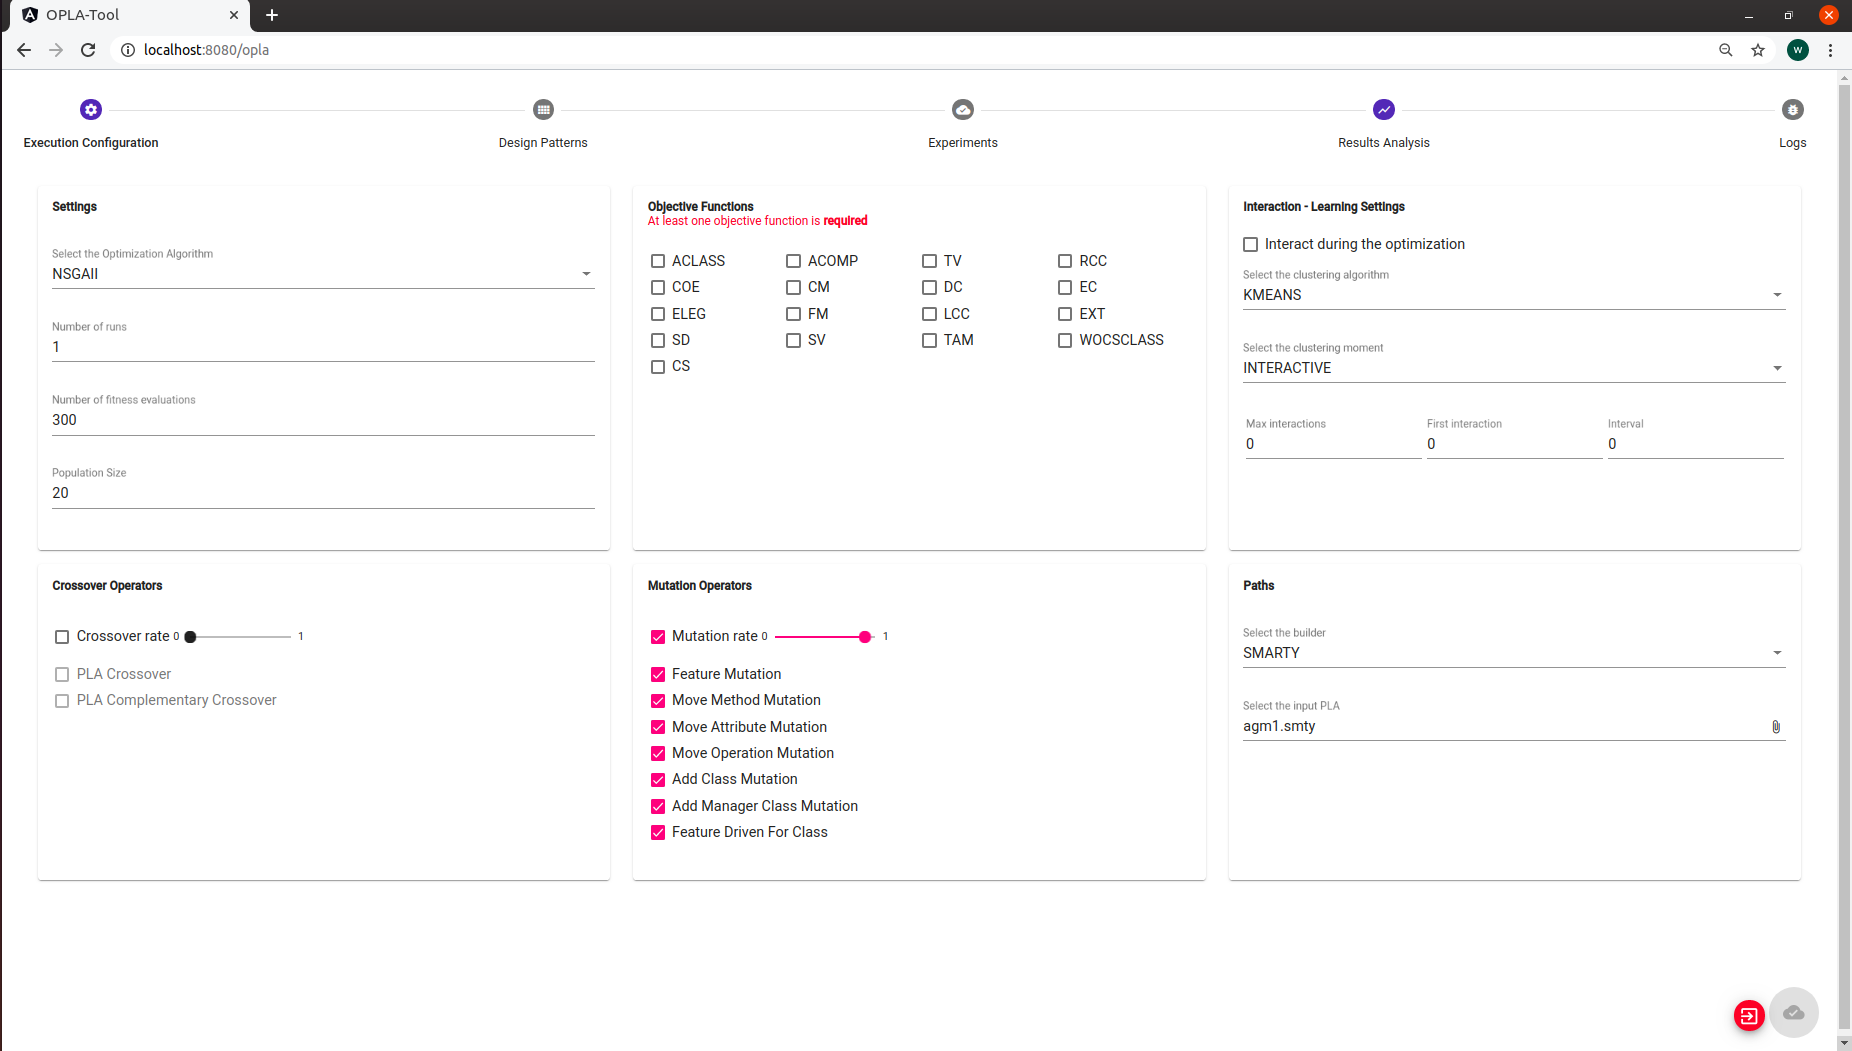 OPLA-Tool
localhost:8080/opla
W
Execution Configuration
Design Patterns
Experiments
Results Analysis
Logs
Settings
Select the Optimization Algorithm
NSGAII
Number of runs
1
Number of fitness evaluations
300
Population Size
20
Objective Functions
At least one objective function is required
ACLASS ACOMP TV RCC
COE CM DC EC
ELEG FM LCC EXT
SD SV TAM WOCSCLASS
CS
Interaction - Learning Settings
Interact during the optimization
Select the clustering algorithm
KMEANS
Select the clustering moment
INTERACTIVE
Max interactions First interaction Interval
0 0 0
Crossover Operators
Crossover rate 0 1
PLA Crossover
PLA Complementary Crossover
Mutation Operators
Mutation rate 0 1
Feature Mutation
Move Method Mutation
Move Attribute Mutation
Move Operation Mutation
Add Class Mutation
Add Manager Class Mutation
Feature Driven For Class
Paths
Select the builder
SMARTY
Select the input PLA
agm1.smty